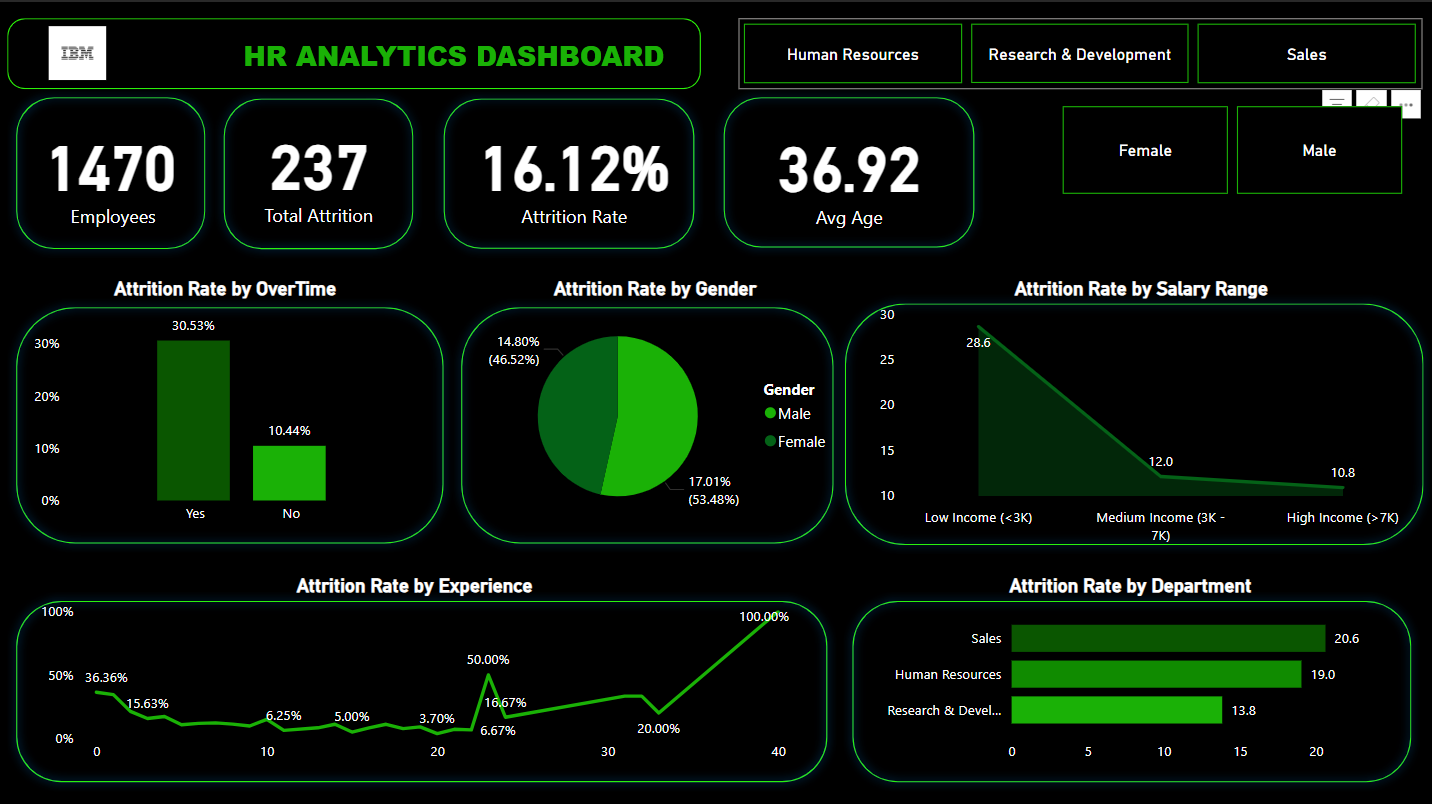 IBM
HR ANALYTICS DASHBOARD
Human Resources
Research & Development
Sales
1470
Employees
237
Total Attrition
16.12%
Attrition Rate
36.92
Avg Age
Female
Male
Attrition Rate by OverTime
30.53%
30%
20%
10.44%
10%
0%
Yes
No
Attrition Rate by Gender
14.80%
(46.52%)
Gender
Male
Female
17.01%
(53.48%)
Attrition Rate by Salary Range
30
28.6
25
20
15
12.0
10.8
10
Low Income (<3K)
Medium Income (3K -
7K)
High Income (>7K)
Attrition Rate by Experience
100%
100.00%
50%
50.00%
36.36%
15.63%
6.25%
5.00%
3.70%
16.67%
6.67%
20.00%
0%
0
10
20
30
40
Attrition Rate by Department
Sales
20.6
Human Resources
19.0
Research & Devel...
13.8
0
5
10
15
20